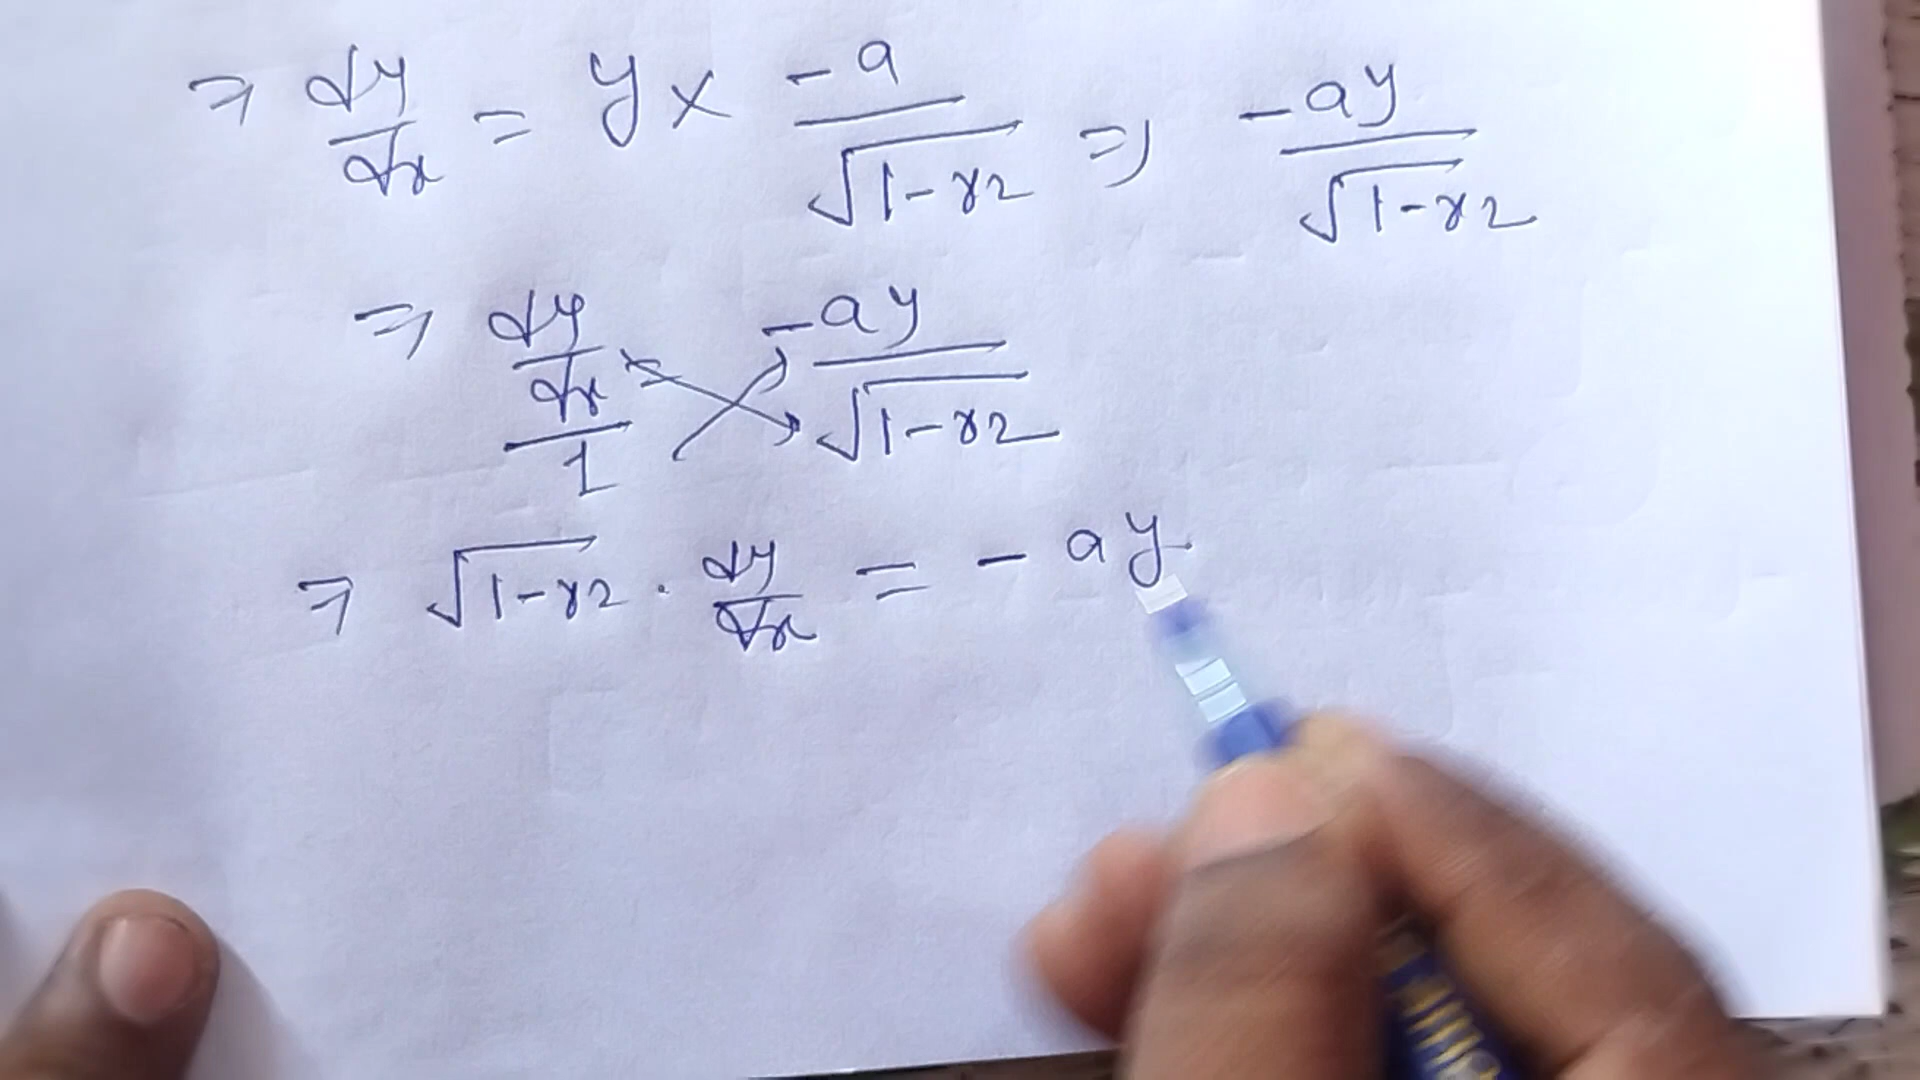 ⇒ dy/dx = y × -a/√1-x2 ⇒ -ay/√1-x2
⇒ dy/dx/1 = -ay/√1-x2
⇒ √1-x2 · dy/dx = - ay